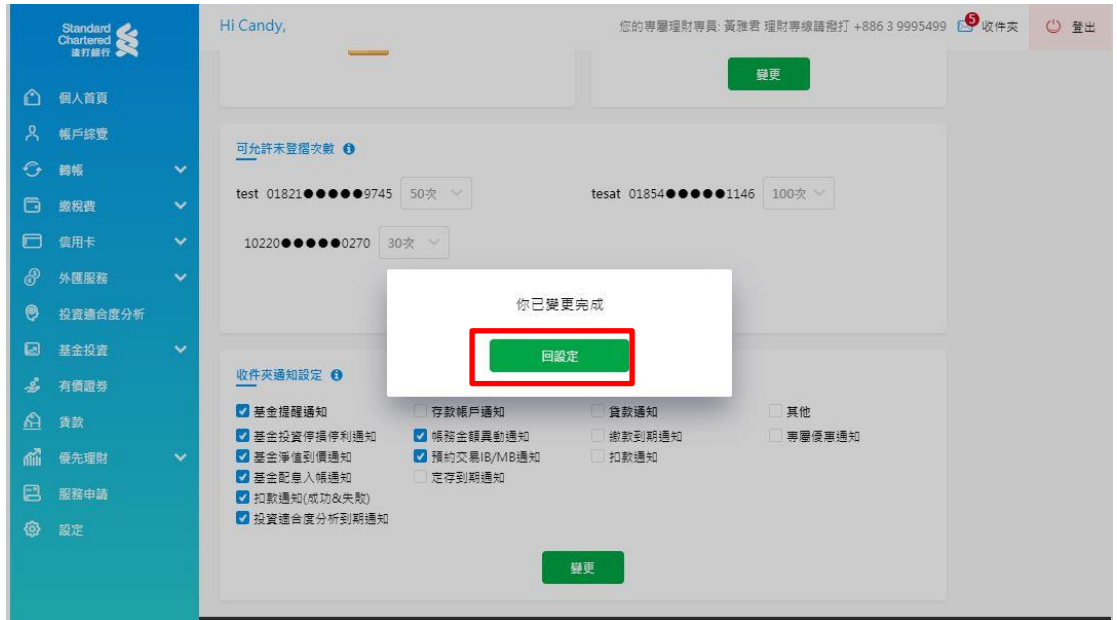 Standard
Chartered
渣打銀行
Hi Candy,
您的專屬理財專員: 黃雅君 理財專線請撥打 +886 3 9995499
5
收件夾
登出
個人首頁
帳戶綜覽
轉帳
繳稅費
信用卡
外匯服務
投資適合度分析
基金投資
有價證券
貸款
優先理財
服務申請
設定
變更
可允許未登摺次數
test 01821●●●●●9745 50次
tesat 01854●●●●●1146 100次
10220●●●●●0270 30次
你已變更完成
回設定
收件夾通知設定
基金提醒通知
存款帳戶通知
貸款通知
其他
基金投資停損停利通知
帳務金額異動通知
繳款到期通知
專屬優惠通知
基金淨值到價通知
預約交易IB/MB通知
扣款通知
基金配息入帳通知
定存到期通知
扣款通知(成功&失敗)
投資適合度分析到期通知
變更